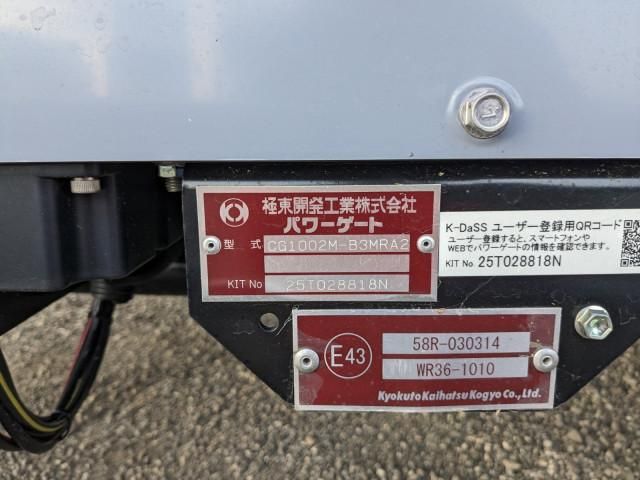 極東開発工業株式会社
パワーゲート
型 式 CG1002M-B3MRA2
KIT No 25T028818N
K-DaSS ユーザー登録用QRコード
ユーザー登録すると、スマートフォンや
WEBでパワーゲートの情報を確認できます。
KIT No 25T028818N
E43
58R-030314
WR36-1010
Kyokuto Kaihatsu Kogyo Co., Ltd.